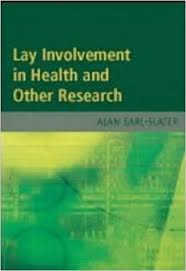 Lay Involvement
in Health and
Other Research
ALAN EARL-SLATER